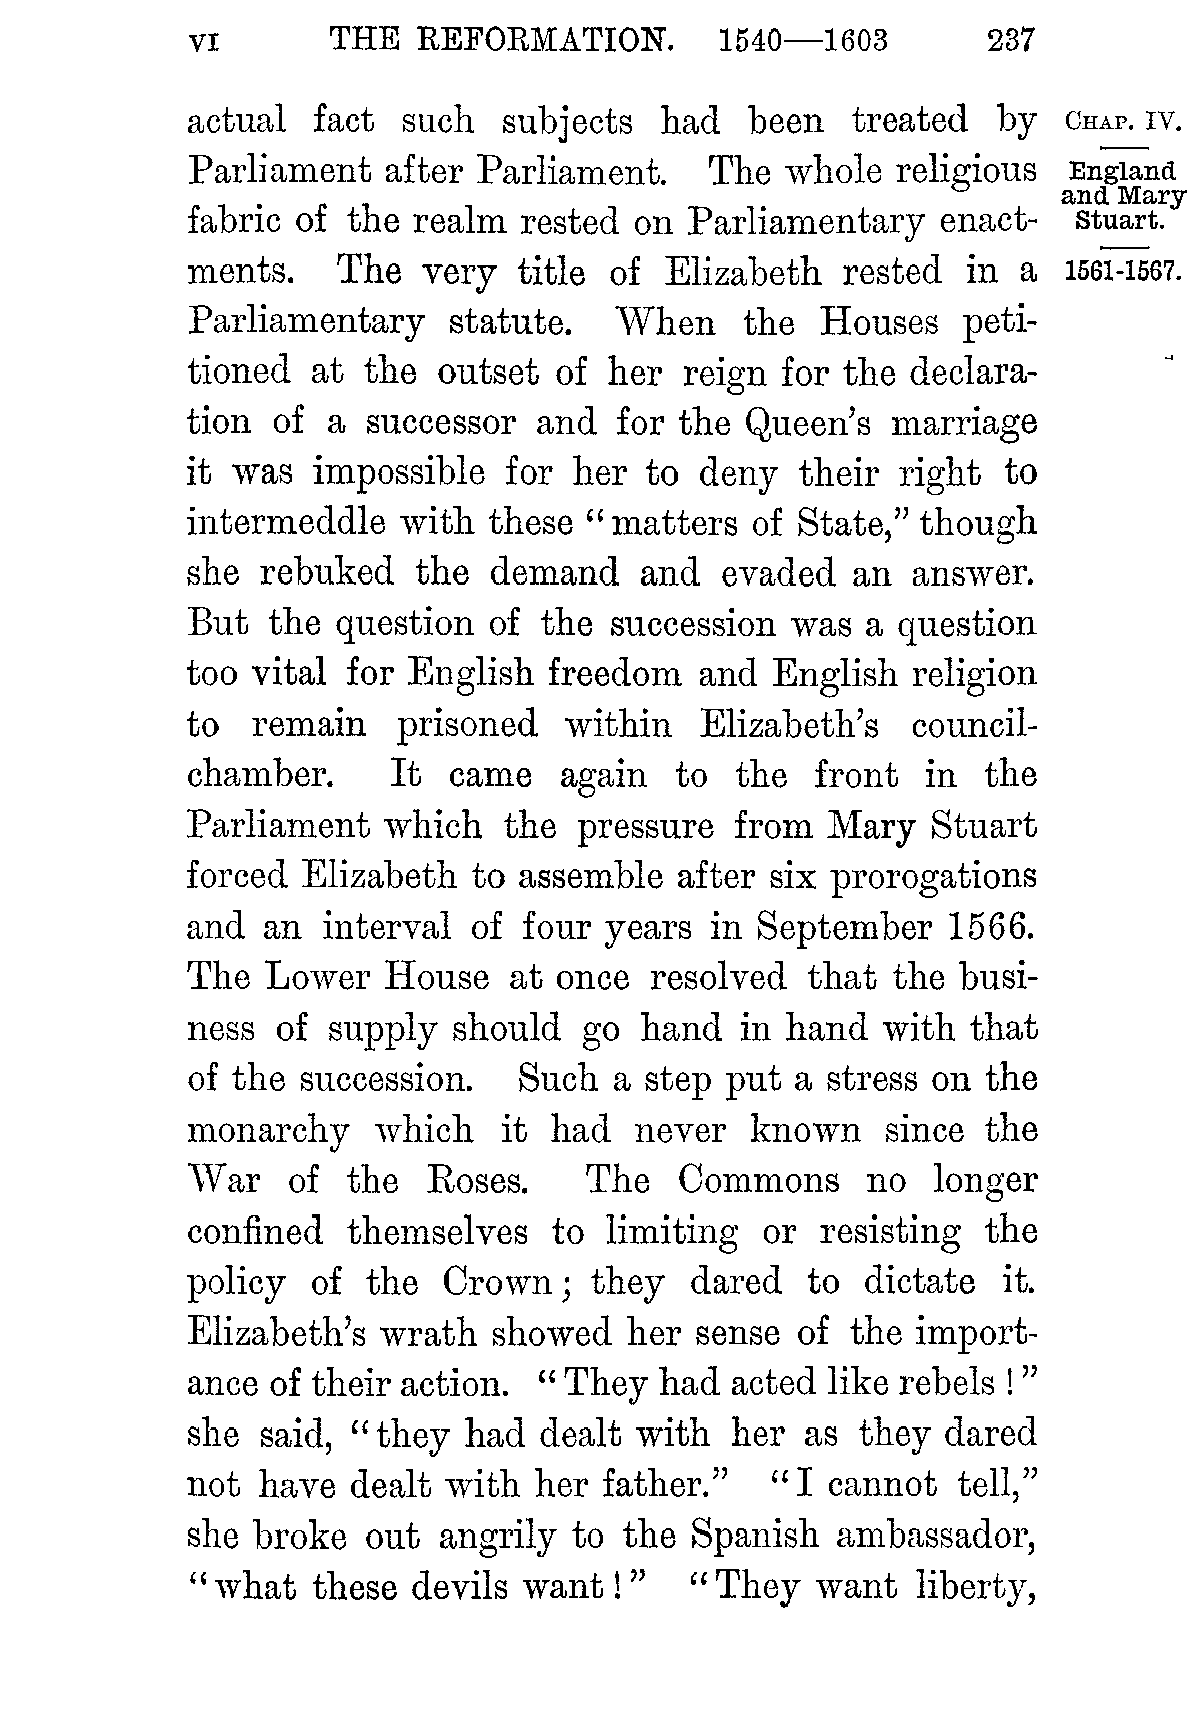 VI THE REFORMATION. 1540—1603 237
actual fact such subjects had been treated by
Parliament after Parliament. The whole religious
fabric of the realm rested on Parliamentary enact-
ments. The very title of Elizabeth rested in a
Parliamentary statute. When the Houses peti-
tioned at the outset of her reign for the declara-
tion of a successor and for the Queen's marriage
it was impossible for her to deny their right to
intermeddle with these "matters of State," though
she rebuked the demand and evaded an answer.
But the question of the succession was a question
too vital for English freedom and English religion
to remain prisoned within Elizabeth's council-
chamber. It came again to the front in the
Parliament which the pressure from Mary Stuart
forced Elizabeth to assemble after six prorogations
and an interval of four years in September 1566.
The Lower House at once resolved that the busi-
ness of supply should go hand in hand with that
of the succession. Such a step put a stress on the
monarchy which it had never known since the
War of the Roses. The Commons no longer
confined themselves to limiting or resisting the
policy of the Crown; they dared to dictate it.
Elizabeth's wrath showed her sense of the import-
ance of their action. "They had acted like rebels!"
she said, "they had dealt with her as they dared
not have dealt with her father." "I cannot tell,"
she broke out angrily to the Spanish ambassador,
"what these devils want!" "They want liberty,
CHAP. IV.
England
and Mary
Stuart.
1561-1567.